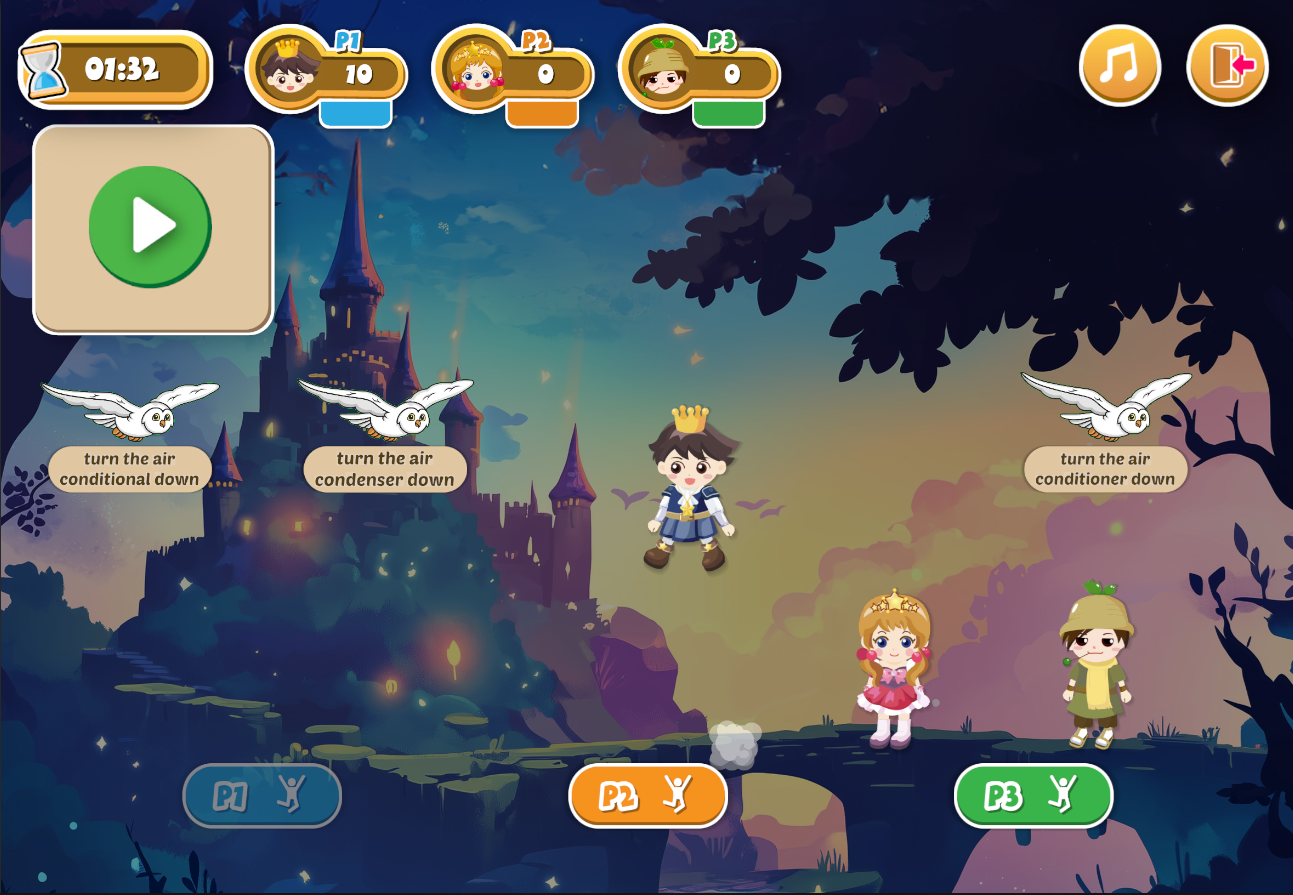 01:32
P1
10
P2
0
P3
0
turn the air
conditional down
turn the air
condenser down
turn the air
conditioner down
P1
P2
P3